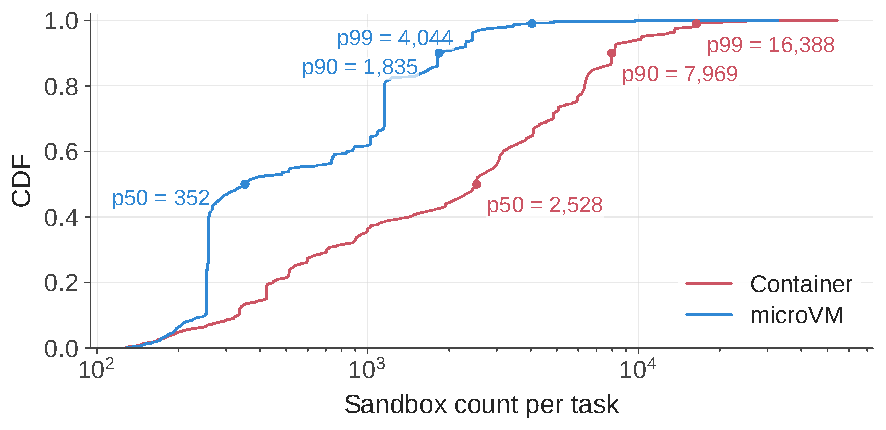 1.0
0.8
0.6
0.4
0.2
0.0
CDF
p99 = 4,044
p90 = 1,835
p50 = 352
p99 = 16,388
p90 = 7,969
p50 = 2,528
Container
microVM
10²
10³
10⁴
Sandbox count per task